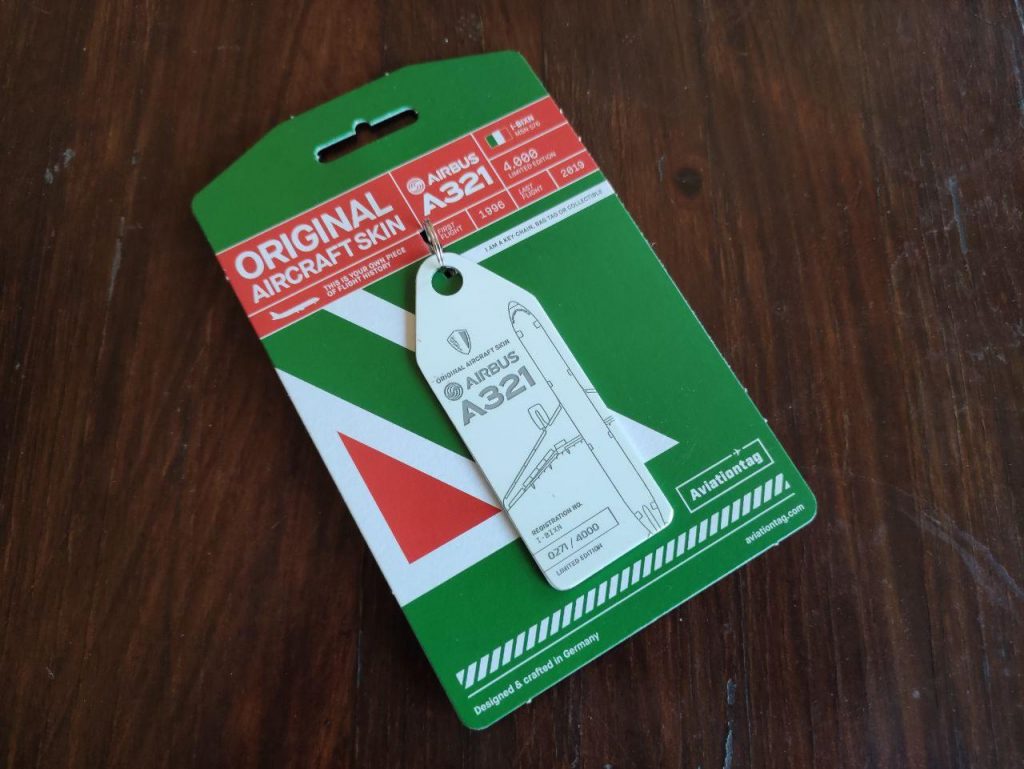 ORIGINAL
AIRCRAFT SKIN
THIS IS YOUR OWN PIECE
OF FLIGHT HISTORY
AIRBUS
A321
FIRST
FLIGHT
1996
I-BIXN
MSN 576
4.000
LIMITED EDITION
LAST
FLIGHT
2019
I AM A KEY CHAIN, BAG TAG OR COLLECTIBLE
ORIGINAL AIRCRAFT SKIN
AIRBUS
A321
REGISTRATION NO.
I-BIXN
0271 / 4000
LIMITED EDITION
Aviationtag
aviationtag.com
Designed & crafted in Germany